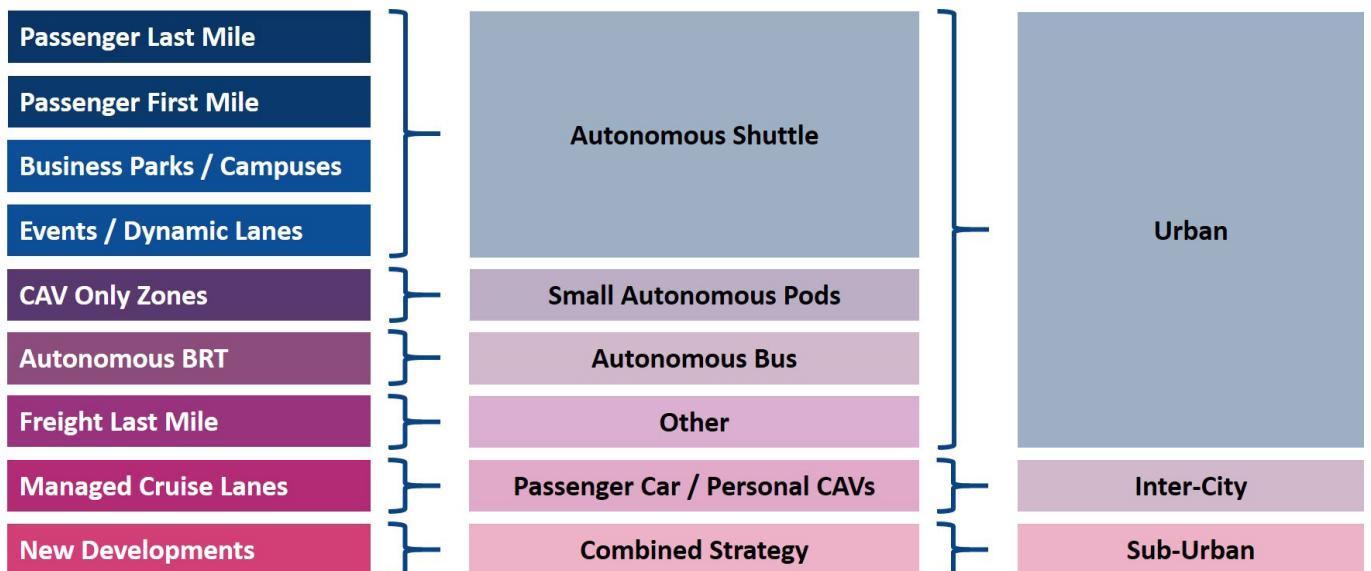 Passenger Last Mile
Passenger First Mile
Business Parks / Campuses
Events / Dynamic Lanes
CAV Only Zones
Autonomous BRT
Freight Last Mile
Managed Cruise Lanes
New Developments
Autonomous Shuttle
Small Autonomous Pods
Autonomous Bus
Other
Passenger Car / Personal CAVs
Combined Strategy
Urban
Inter-City
Sub-Urban